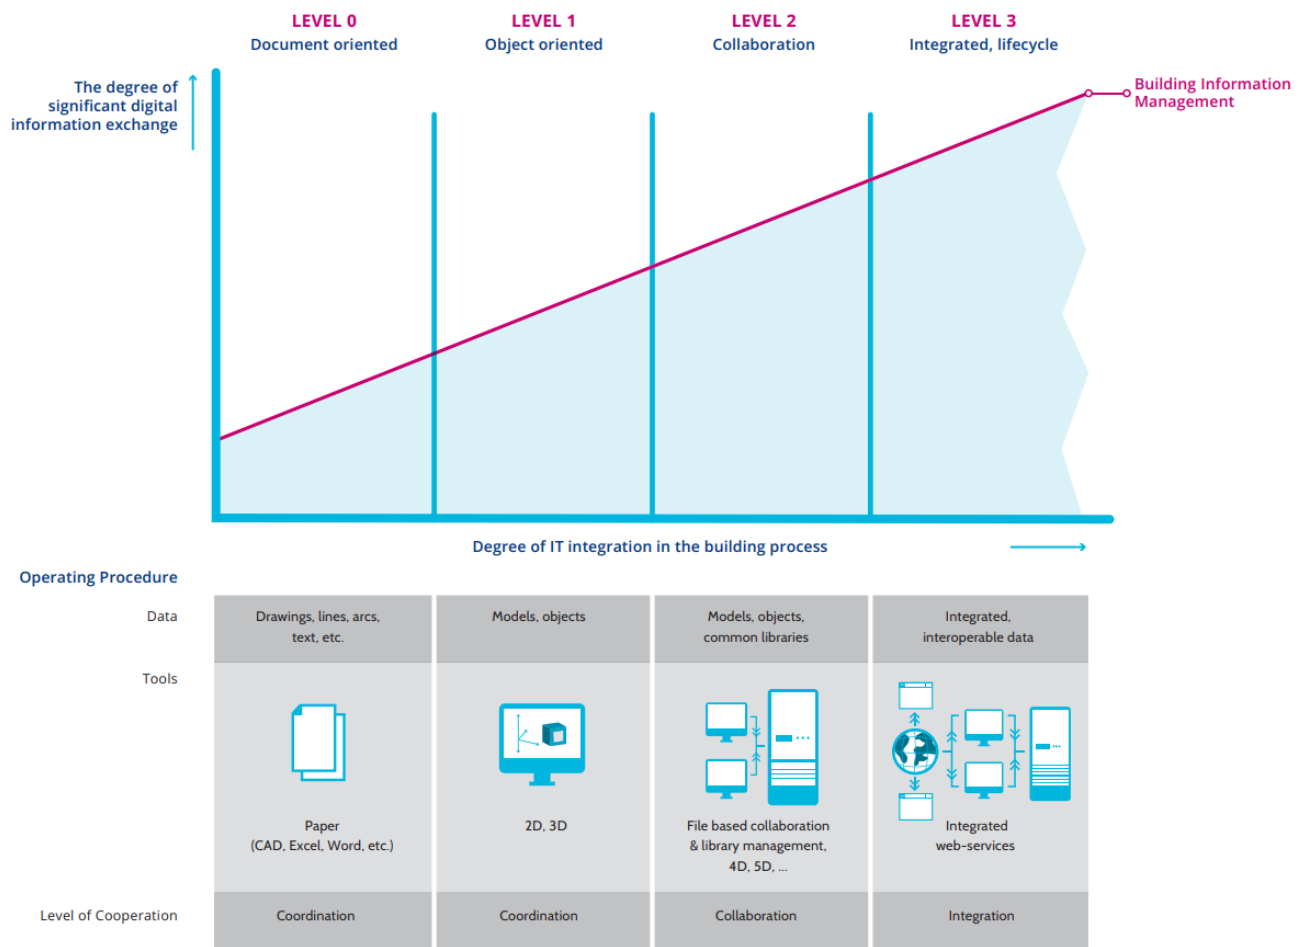 LEVEL 0
Document oriented
LEVEL 1
Object oriented
LEVEL 2
Collaboration
LEVEL 3
Integrated, lifecycle
The degree of
significant digital
information exchange
Building Information
Management
Degree of IT integration in the building process
Operating Procedure
Data
Drawings, lines, arcs,
text, etc.
Models, objects
Models, objects,
common libraries
Integrated,
interoperable data
Tools
Paper
(CAD, Excel, Word, etc.)
2D, 3D
File based collaboration
& library management,
4D, 5D, ...
Integrated
web-services
Level of Cooperation
Coordination
Coordination
Collaboration
Integration